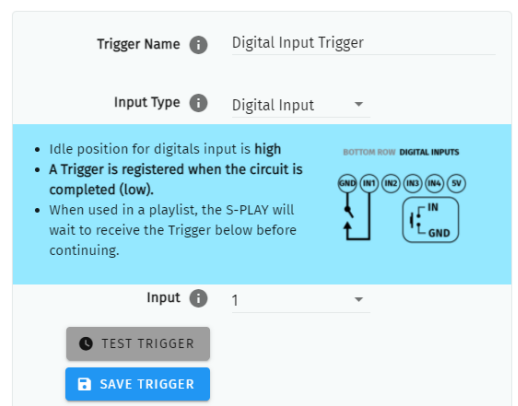 Trigger Name Digital Input Trigger
Input Type Digital Input
• Idle position for digitals input is high
• A Trigger is registered when the circuit is
completed (low).
• When used in a playlist, the S-PLAY will
wait to receive the Trigger below before
continuing.
BOTTOM ROW DIGITAL INPUTS
GND IN1 IN2 IN3 IN4 5V
IN
GND
Input 1
TEST TRIGGER
SAVE TRIGGER